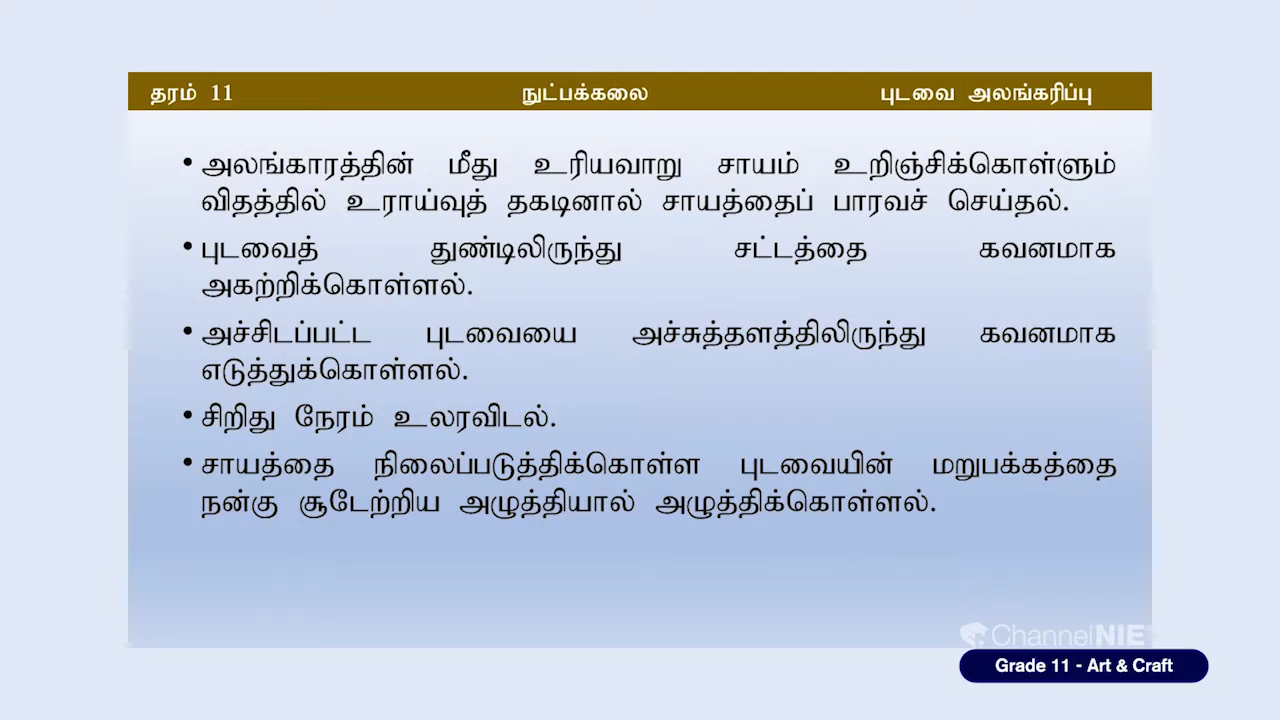 தரம் 11 நுட்பக்கலை புடவை அலங்கரிப்பு
• அலங்காரத்தின் மீது உரியவாறு சாயம் உறிஞ்சிக்கொள்ளும்
விதத்தில் உராய்வுத் தகடினால் சாயத்தைப் பாரவச் செய்தல்.
• புடவைத் துண்டிலிருந்து சட்டத்தை கவனமாக
அகற்றிக்கொள்ளல்.
• அச்சிடப்பட்ட புடவையை அச்சுத்தளத்திலிருந்து கவனமாக
எடுத்துக்கொள்ளல்.
• சிறிது நேரம் உலரவிடல்.
• சாயத்தை நிலைப்படுத்திக்கொள்ள புடவையின் மறுபக்கத்தை
நன்கு சூடேற்றிய அழுத்தியால் அழுத்திக்கொள்ளல்.
ChannelNIE
Grade 11 - Art & Craft